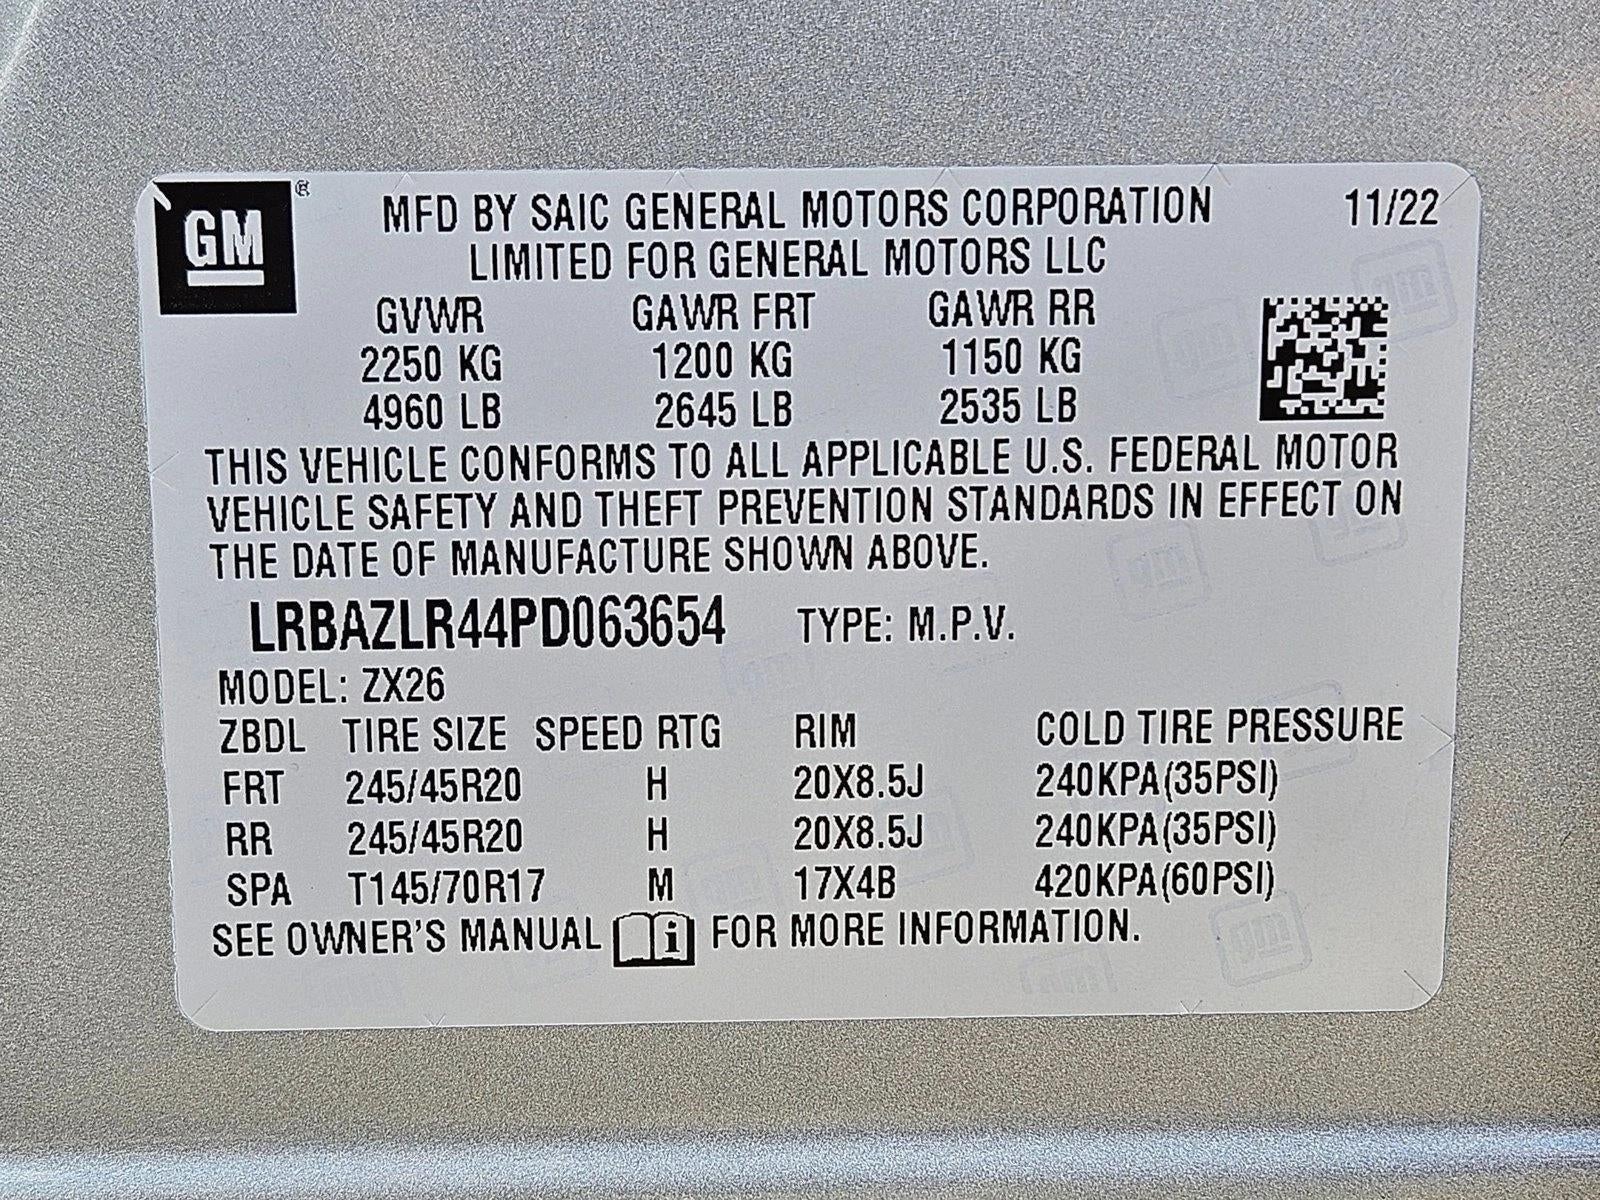 GM ®
MFD BY SAIC GENERAL MOTORS CORPORATION 11/22
LIMITED FOR GENERAL MOTORS LLC
GVWR GAWR FRT GAWR RR
2250 KG 1200 KG 1150 KG
4960 LB 2645 LB 2535 LB
THIS VEHICLE CONFORMS TO ALL APPLICABLE U.S. FEDERAL MOTOR
VEHICLE SAFETY AND THEFT PREVENTION STANDARDS IN EFFECT ON
THE DATE OF MANUFACTURE SHOWN ABOVE.
LRBAZLR44PD063654 TYPE: M.P.V.
MODEL: ZX26
ZBDL TIRE SIZE SPEED RTG RIM COLD TIRE PRESSURE
FRT 245/45R20 H 20X8.5J 240KPA(35PSI)
RR 245/45R20 H 20X8.5J 240KPA(35PSI)
SPA T145/70R17 M 17X4B 420KPA(60PSI)
SEE OWNER'S MANUAL i FOR MORE INFORMATION.